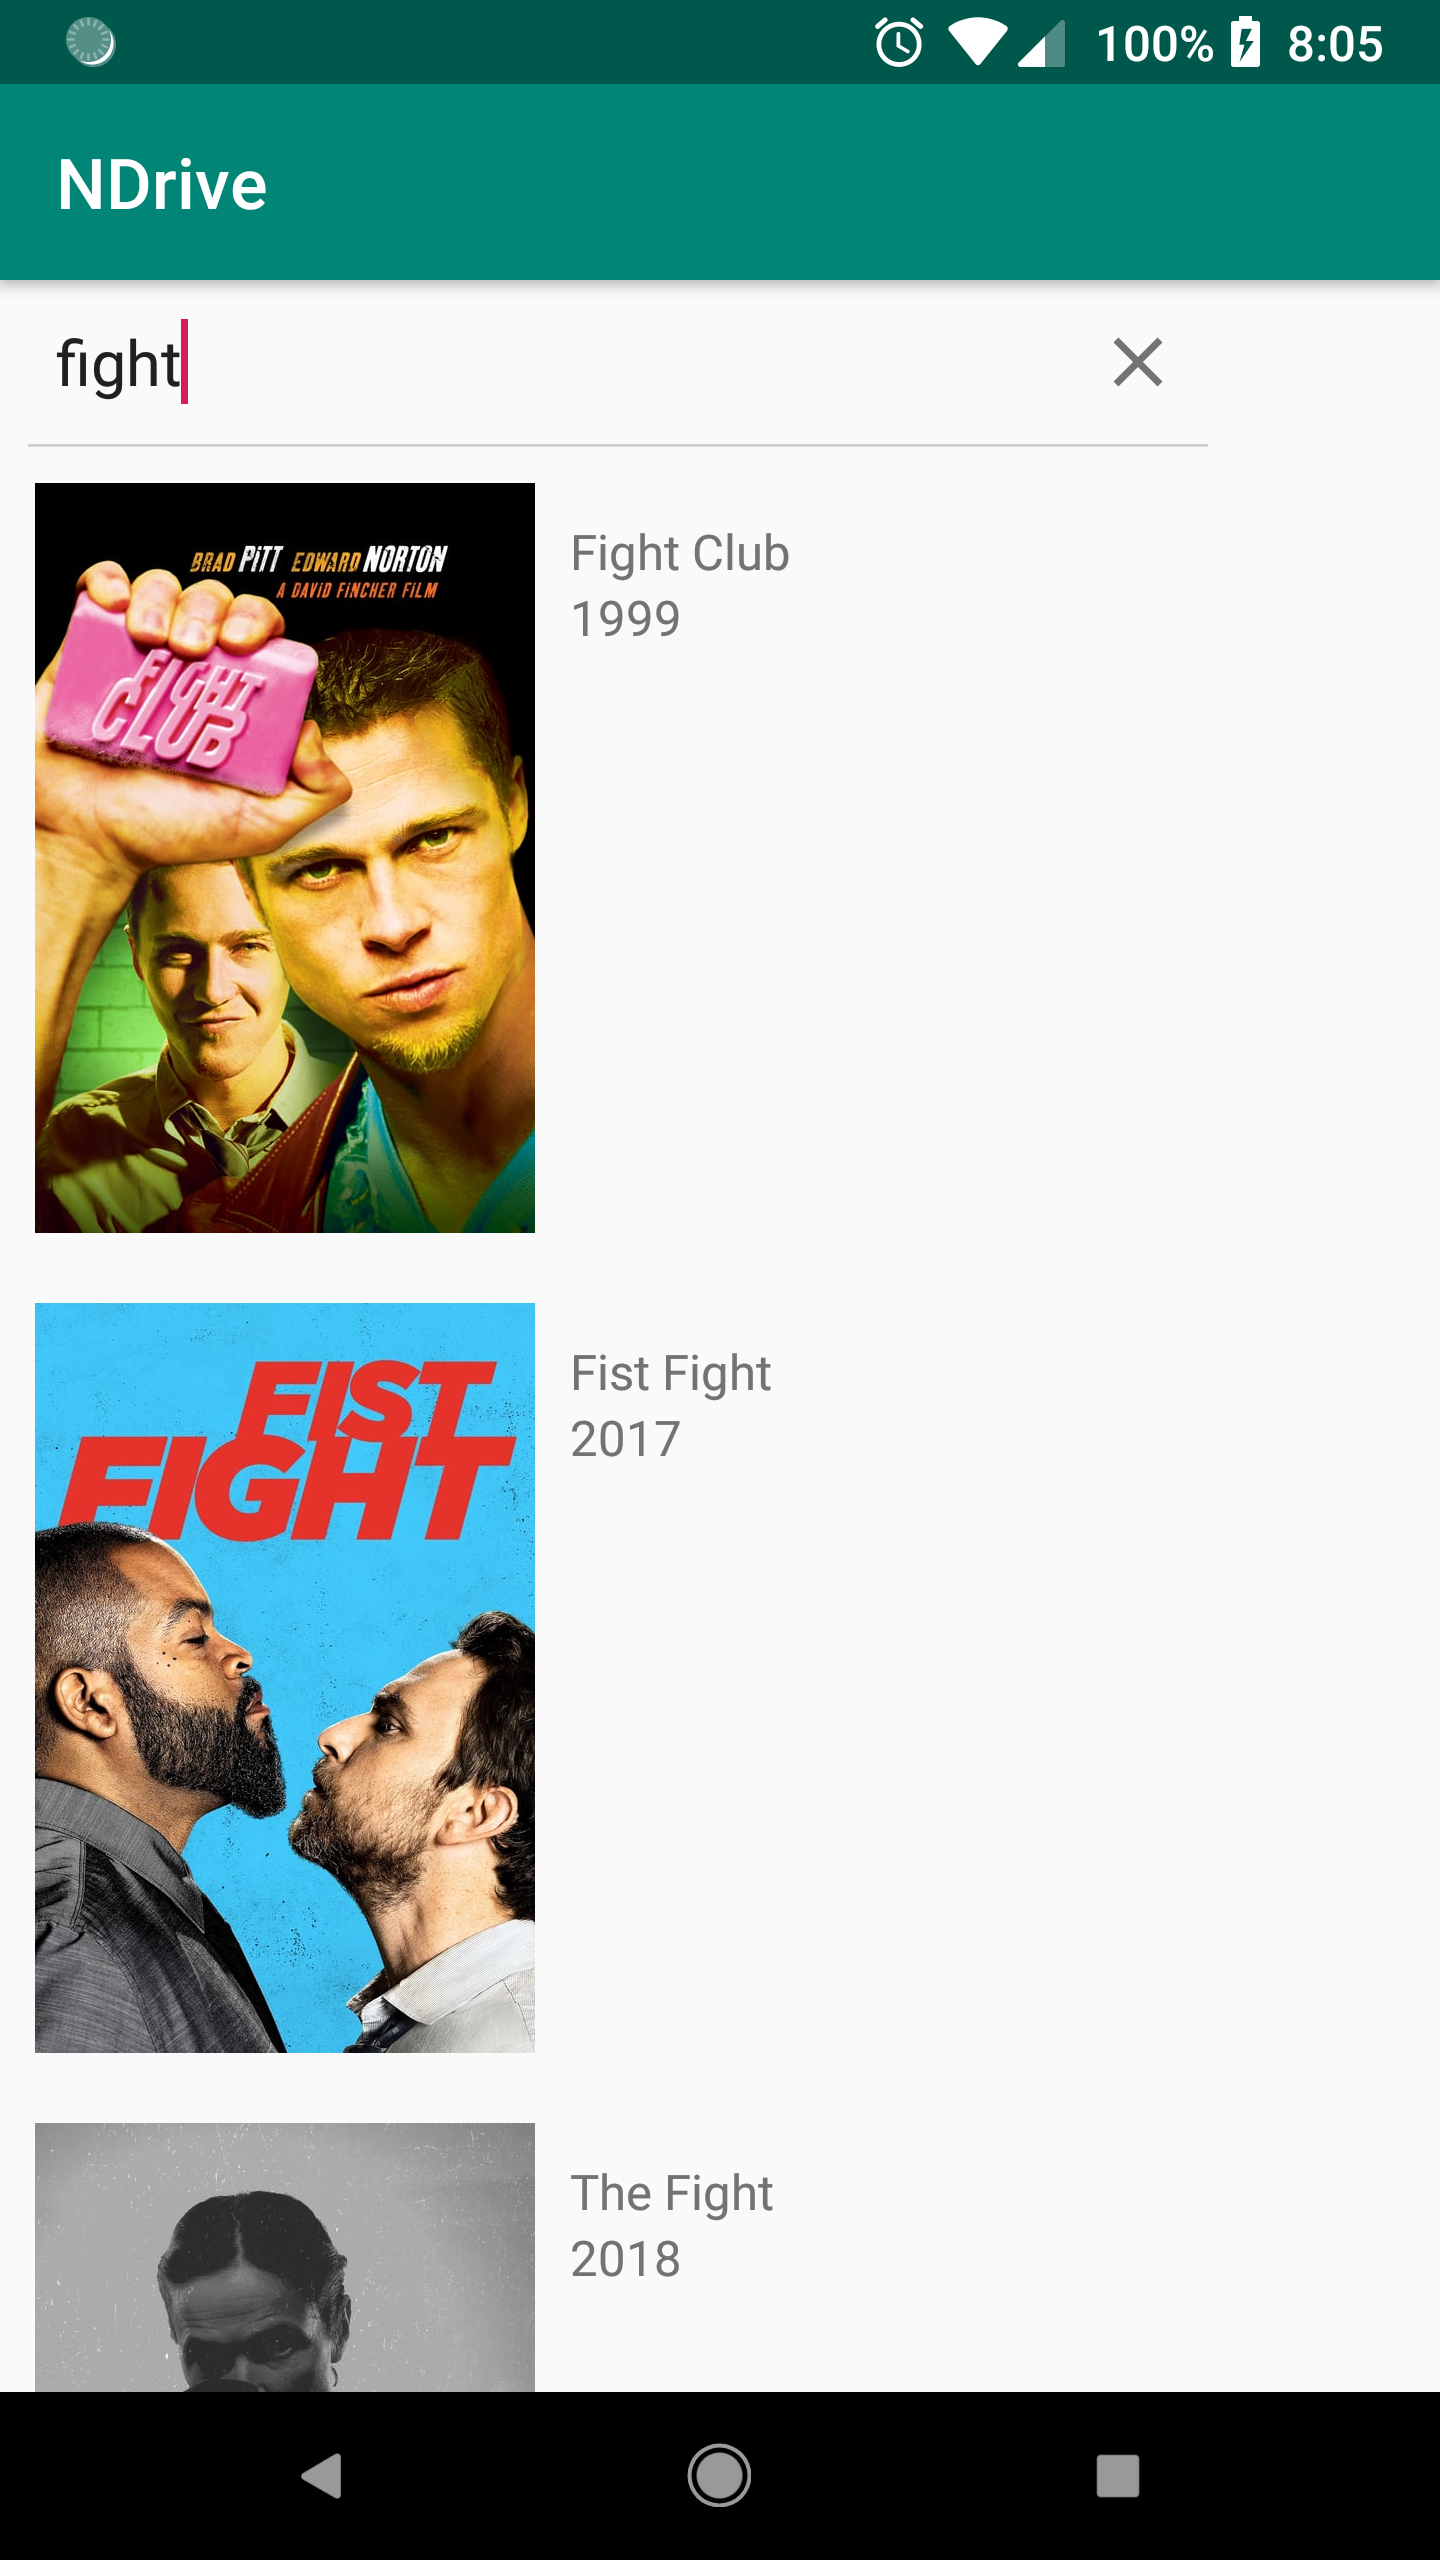 100% 8:05
NDrive
fight
BRAD PITT EDWARD NORTON
A DAVID FINCHER FILM
FIGHT
CLUB
Fight Club
1999
FIST
FIGHT
Fist Fight
2017
The Fight
2018